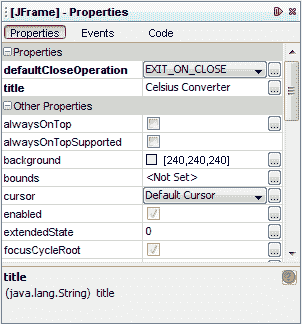 [JFrame] - Properties
Properties Events Code
Properties
defaultCloseOperation EXIT_ON_CLOSE ...
title Celsius Converter ...
Other Properties
alwaysOnTop ...
alwaysOnTopSupported ...
background [240,240,240] ...
bounds <Not Set> ...
cursor Default Cursor ...
enabled ...
extendedState 0 ...
focusCycleRoot ...
title
(java.lang.String) title